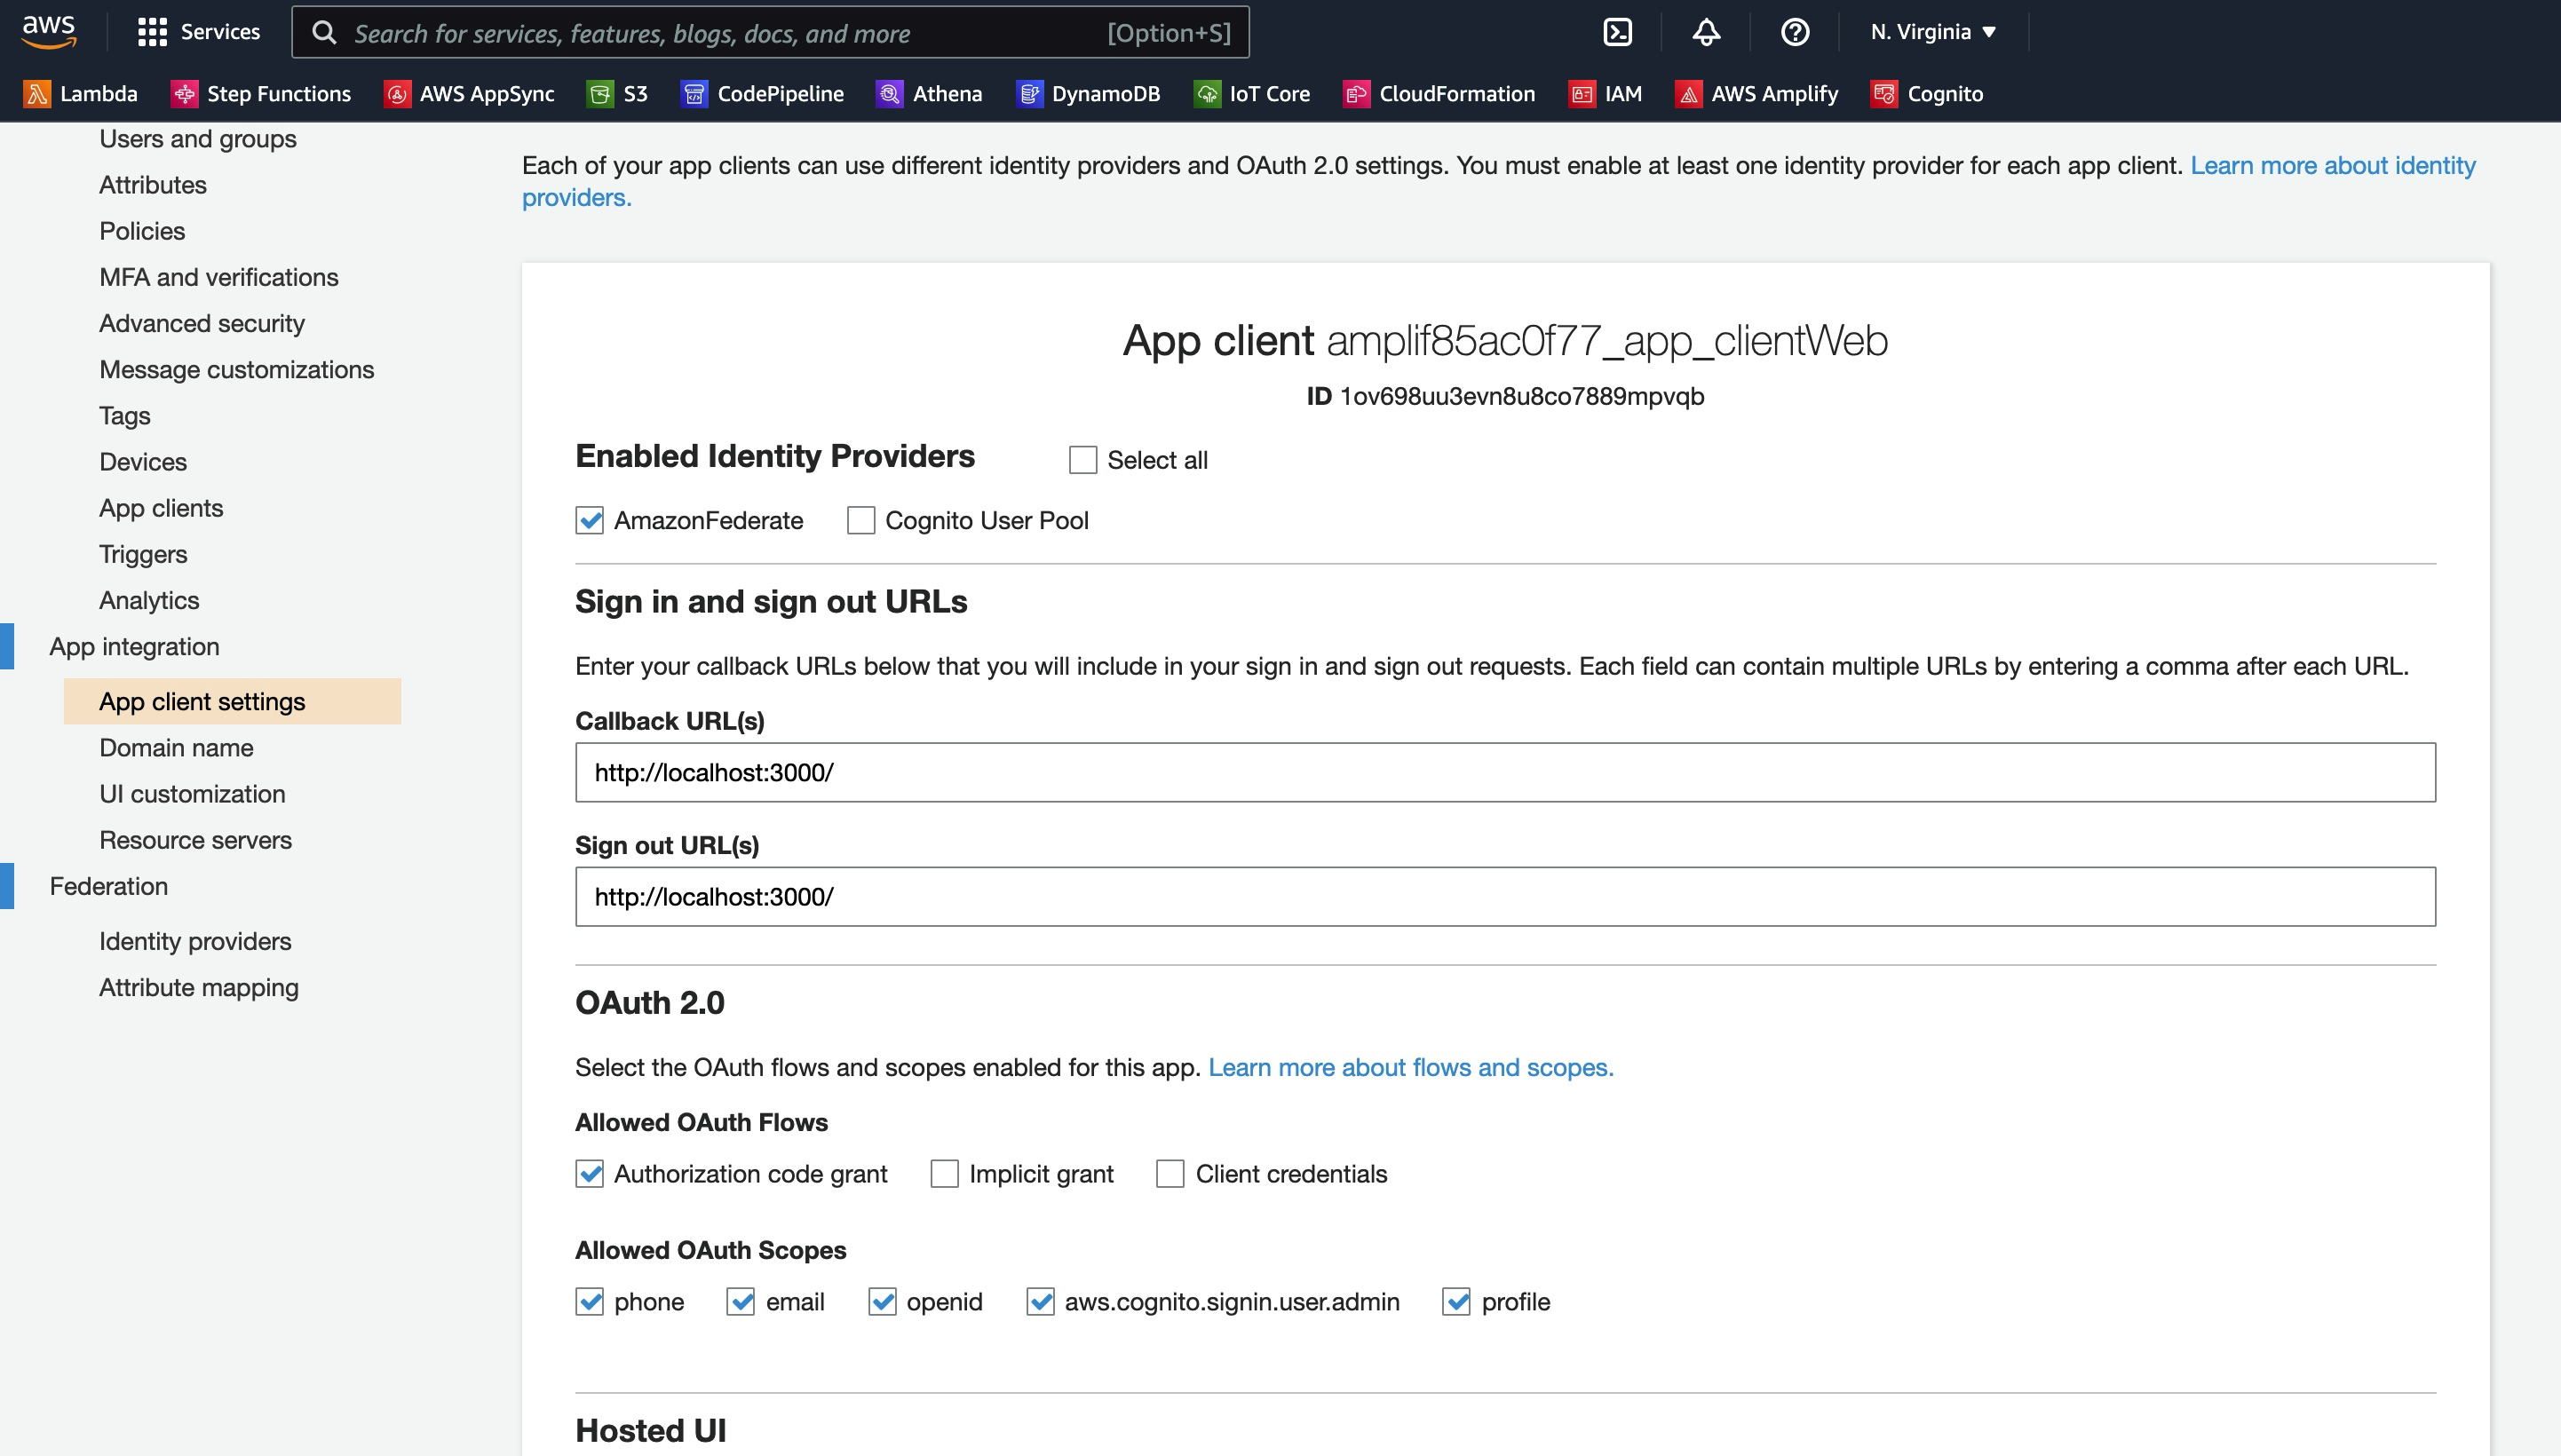 aws
Services
Search for services, features, blogs, docs, and more
[Option+S]
N. Virginia
Lambda
Step Functions
AWS AppSync
S3
CodePipeline
Athena
DynamoDB
IoT Core
CloudFormation
IAM
AWS Amplify
Cognito
Users and groups
Attributes
Policies
MFA and verifications
Advanced security
Message customizations
Tags
Devices
App clients
Triggers
Analytics
App integration
App client settings
Domain name
UI customization
Resource servers
Federation
Identity providers
Attribute mapping
Each of your app clients can use different identity providers and OAuth 2.0 settings. You must enable at least one identity provider for each app client. Learn more about identity
providers.
App client amplif85ac0f77_app_clientWeb
ID 1ov698uu3evn8u8co7889mpvqb
Enabled Identity Providers
Select all
AmazonFederate
Cognito User Pool
Sign in and sign out URLs
Enter your callback URLs below that you will include in your sign in and sign out requests. Each field can contain multiple URLs by entering a comma after each URL.
Callback URL(s)
http://localhost:3000/
Sign out URL(s)
http://localhost:3000/
OAuth 2.0
Select the OAuth flows and scopes enabled for this app. Learn more about flows and scopes.
Allowed OAuth Flows
Authorization code grant
Implicit grant
Client credentials
Allowed OAuth Scopes
phone
email
openid
aws.cognito.signin.user.admin
profile
Hosted UI